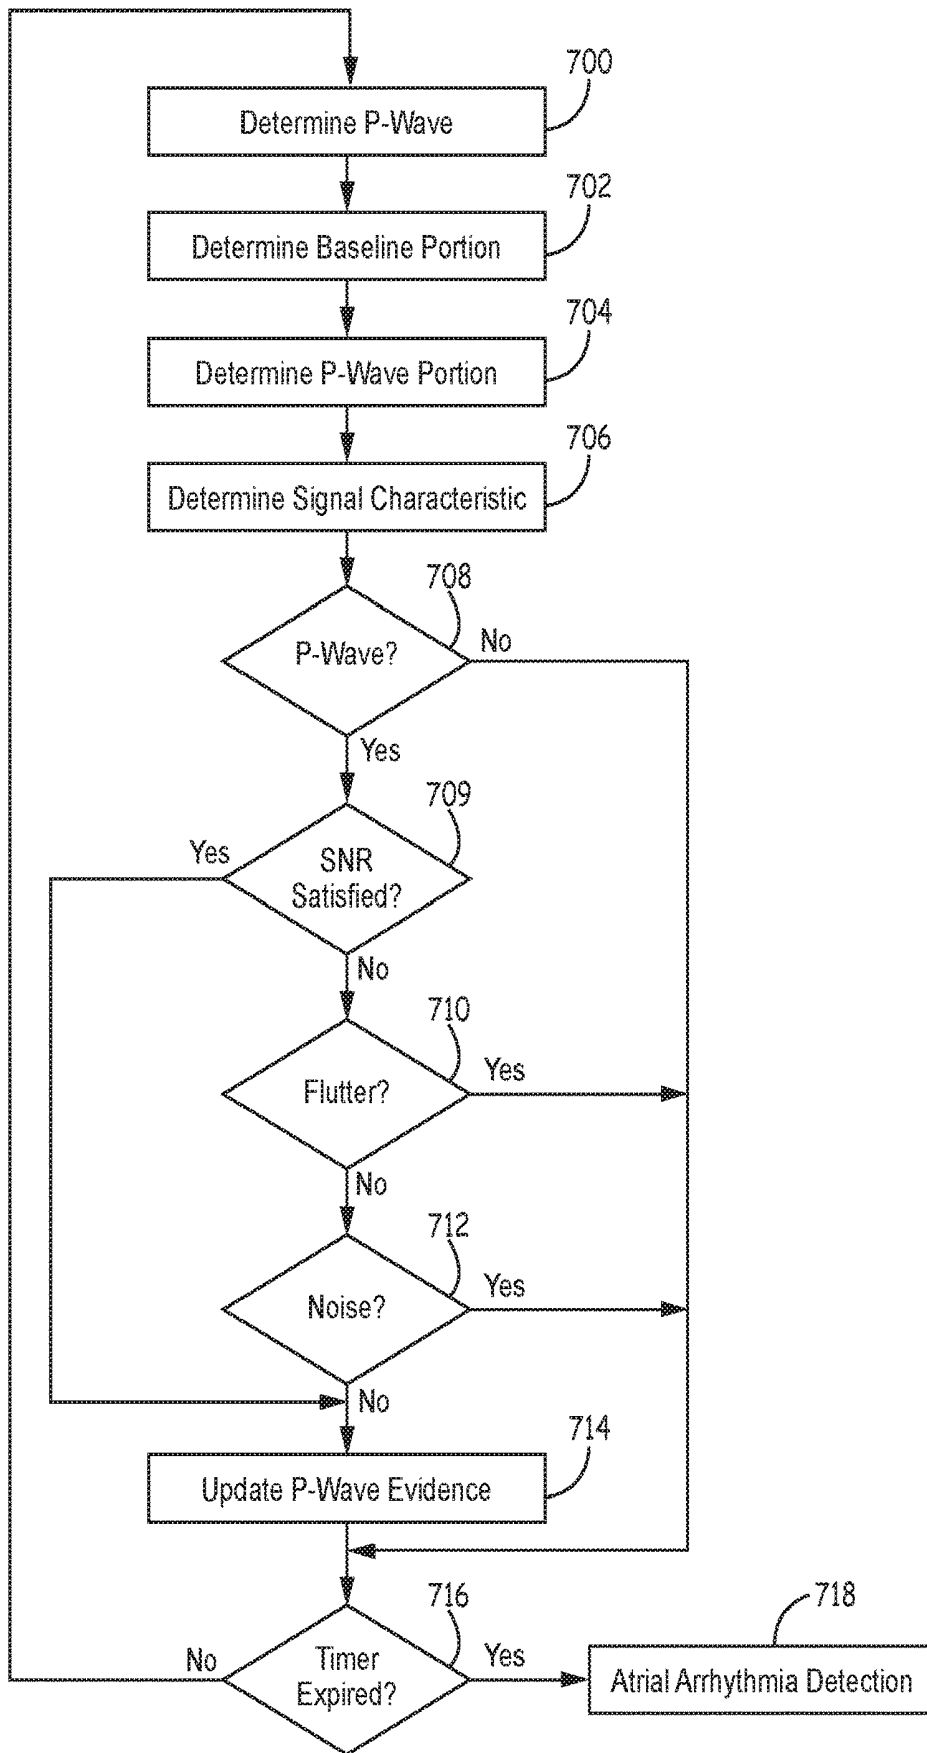 700
Determine P-Wave
702
Determine Baseline Portion
704
Determine P-Wave Portion
706
Determine Signal Characteristic
708
P-Wave?
No
Yes
709
Yes
SNR
Satisfied?
No
710
Flutter?
Yes
No
712
Noise?
Yes
No
714
Update P-Wave Evidence
716
718
No
Timer
Expired?
Yes
Atrial Arrhythmia Detection